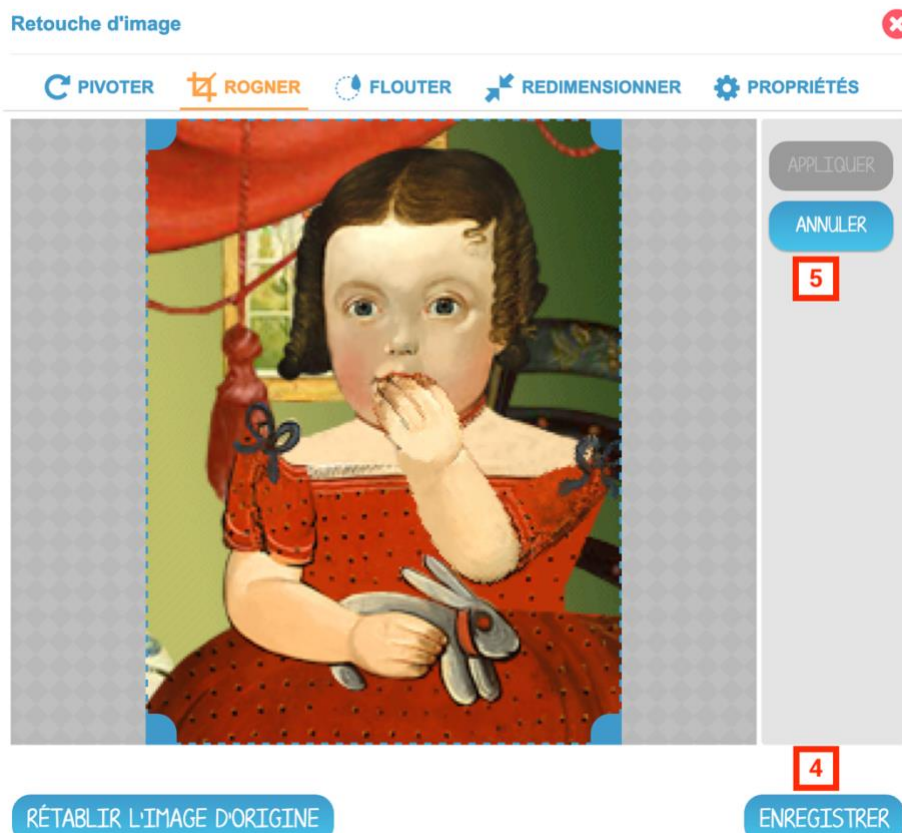 Retouche d'image
PIVOTER ROGNER FLOUTER REDIMENSIONNER PROPRIÉTÉS
APPLIQUER
ANNULER
5
4
RÉTABLIR L'IMAGE D'ORIGINE ENREGISTRER